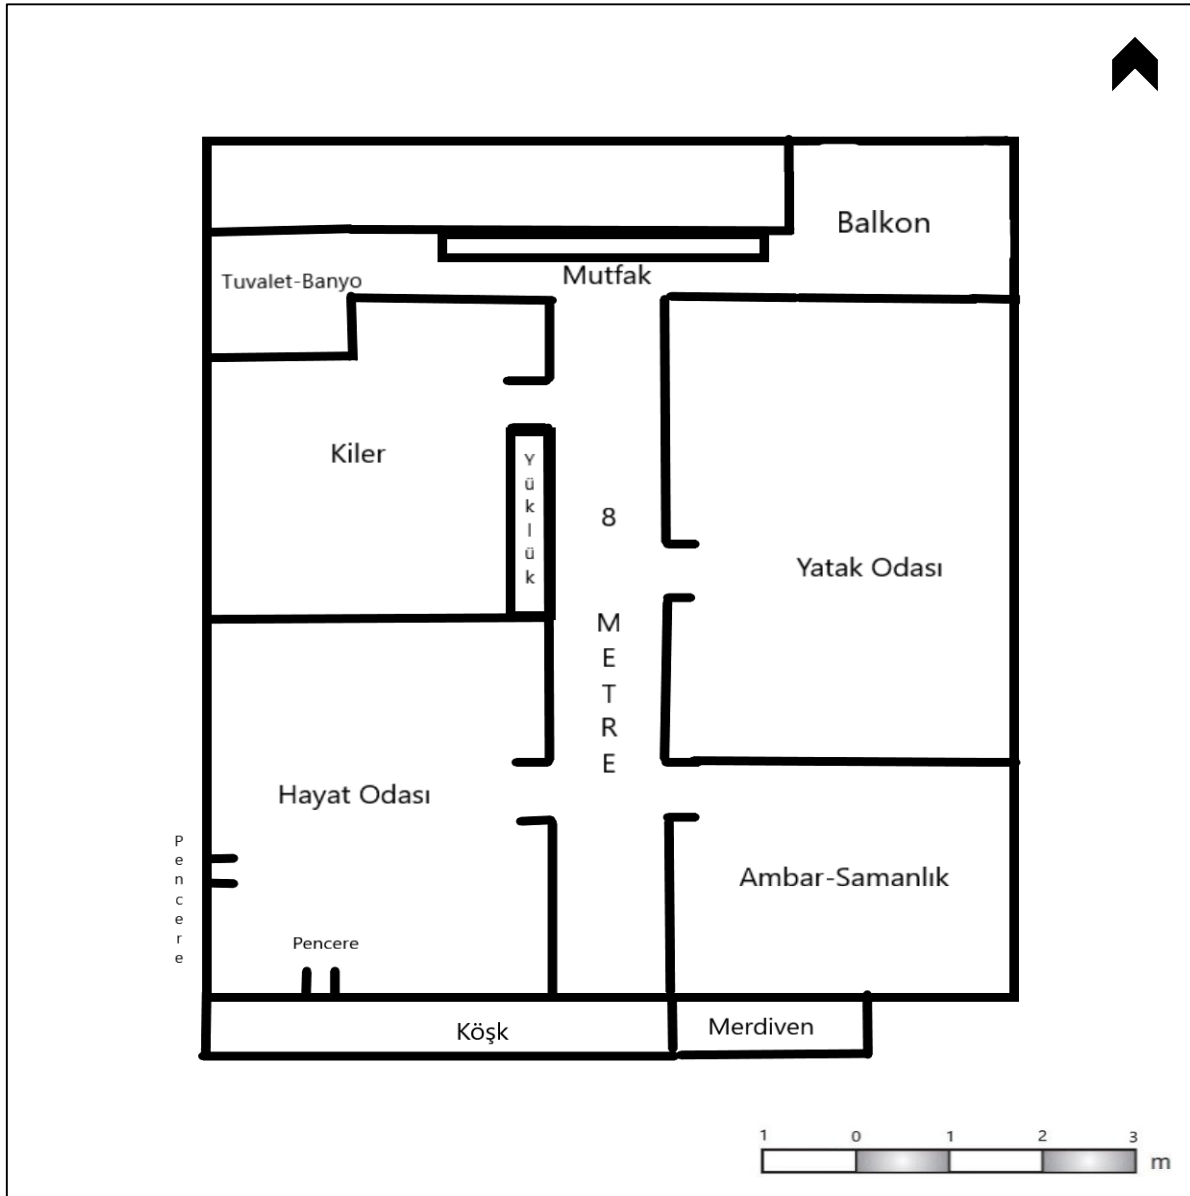 Balkon
Tuvalet-Banyo
Mutfak
Kiler
Yüklük
8
METRE
Yatak Odası
Hayat Odası
Ambar-Samanlık
Pencere
Pencere
Köşk
Merdiven
1 0 1 2 3
m